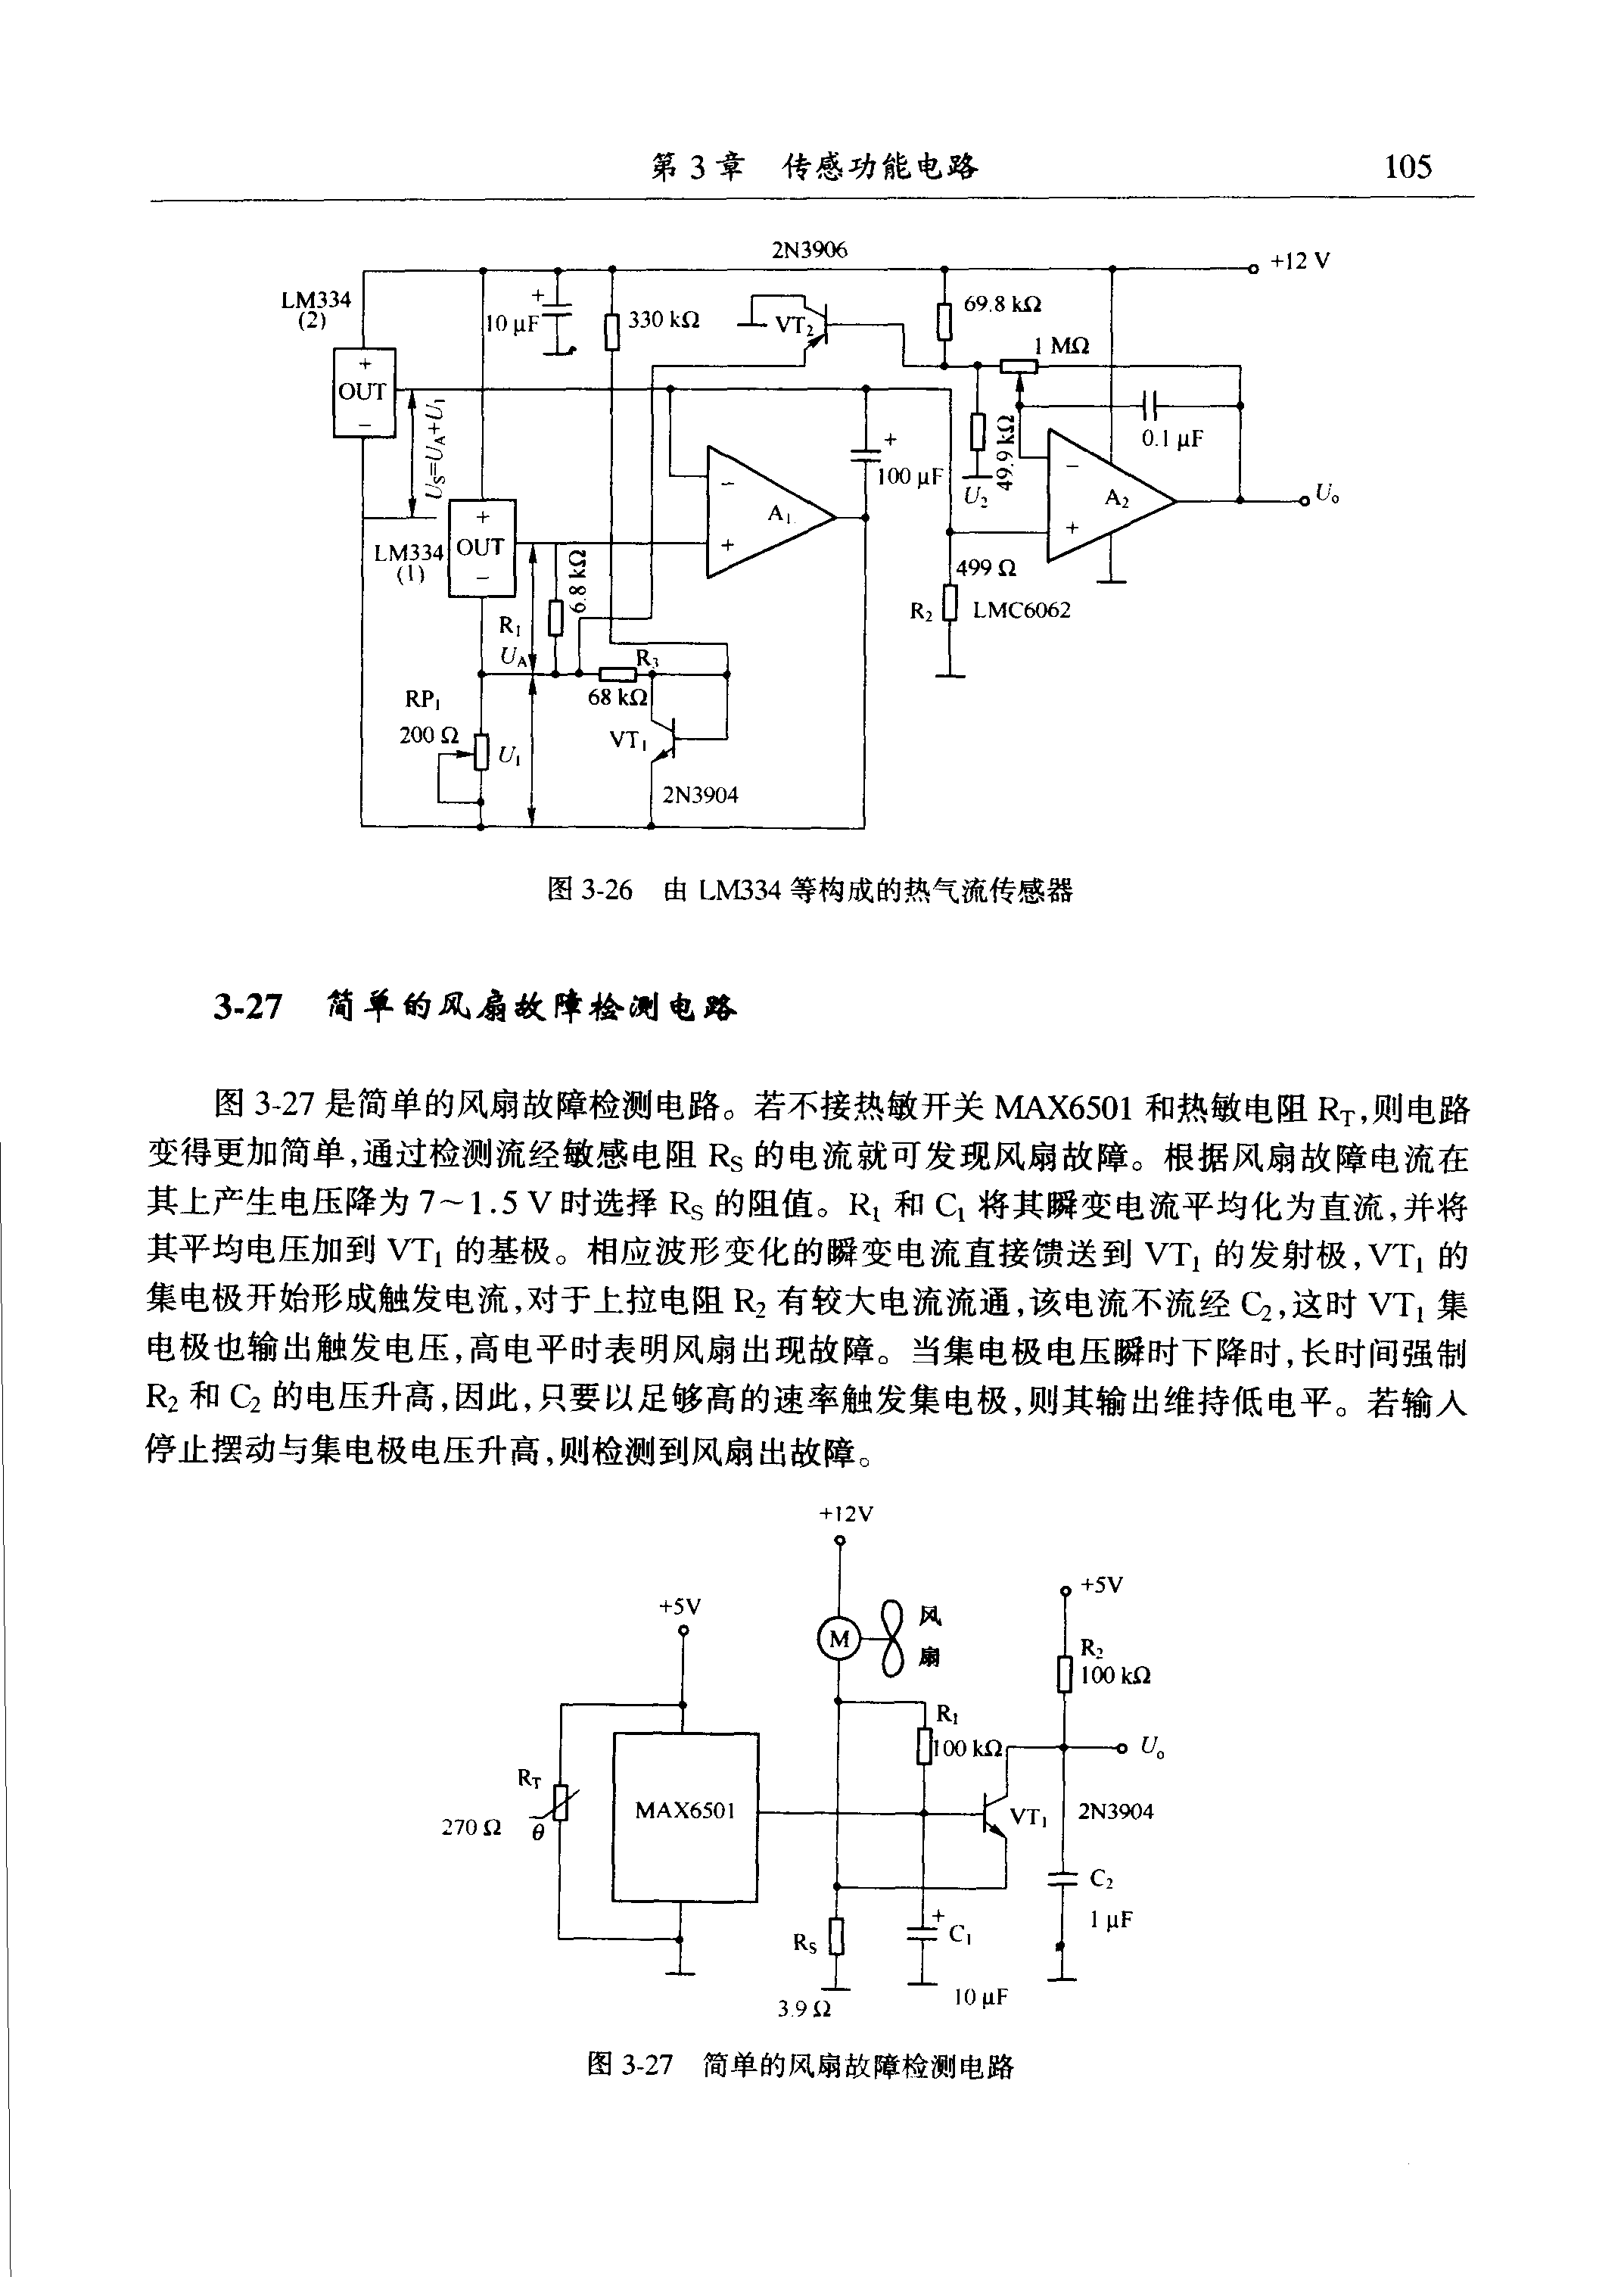 第 3 章 传感功能电路 105
2N3906
+12 V
LM334
(2)
+
10 μF
330 kΩ
VT₂
69.8 kΩ
1 MΩ
+
OUT
−
U_S=U_A+U_1
+
100 μF
49.9 kΩ
U₂
0.1 μF
−
A₂
+
U_o
−
A₁
+
LM334
(1)
+
OUT
−
6.8 kΩ
499 Ω
R₂
LMC6062
R₁
U_A
R₃
68 kΩ
RP₁
200 Ω
U₁
VT₁
2N3904
图 3-26 由 LM334 等构成的热气流传感器
3-27 简单的风扇故障检测电路
图 3-27 是简单的风扇故障检测电路。若不接热敏开关 MAX6501 和热敏电阻 R_T,则电路
变得更加简单,通过检测流经敏感电阻 R_S 的电流就可发现风扇故障。根据风扇故障电流在
其上产生电压降为 7~1.5 V 时选择 R_S 的阻值。R₁ 和 C₁ 将其瞬变电流平均化为直流,并将
其平均电压加到 VT₁ 的基极。相应波形变化的瞬变电流直接馈送到 VT₁ 的发射极,VT₁ 的
集电极开始形成触发电流,对于上拉电阻 R₂ 有较大电流流通,该电流不流经 C₂,这时 VT₁ 集
电极也输出触发电压,高电平时表明风扇出现故障。当集电极电压瞬时下降时,长时间强制
R₂ 和 C₂ 的电压升高,因此,只要以足够高的速率触发集电极,则其输出维持低电平。若输入
停止摆动与集电极电压升高,则检测到风扇出故障。
+12V
+5V
+5V
M
风
扇
R₂
100 kΩ
R₁
100 kΩ
U_o
R_T
270 Ω
θ
MAX6501
VT₁
2N3904
C₂
1 μF
R_S
3.9 Ω
+
C₁
10 μF
图 3-27 简单的风扇故障检测电路